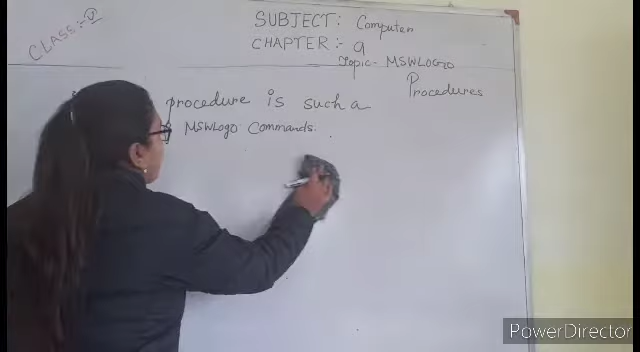 CLASS:- V
SUBJECT: Computer
CHAPTER:- 9
Topic- MSWLOGO
Procedures
procedure is such a
MSWLogo Commands.
PowerDirector